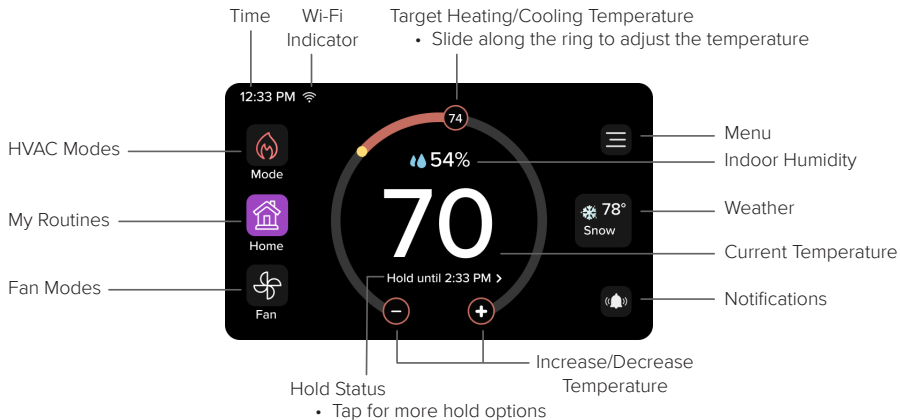 Time
Wi-Fi
Indicator
Target Heating/Cooling Temperature
• Slide along the ring to adjust the temperature
12:33 PM
74
HVAC Modes
Mode
54%
Menu
Indoor Humidity
My Routines
Home
70
78°
Snow
Weather
Current Temperature
Fan Modes
Fan
Hold until 2:33 PM >
Notifications
Increase/Decrease
Temperature
Hold Status
• Tap for more hold options